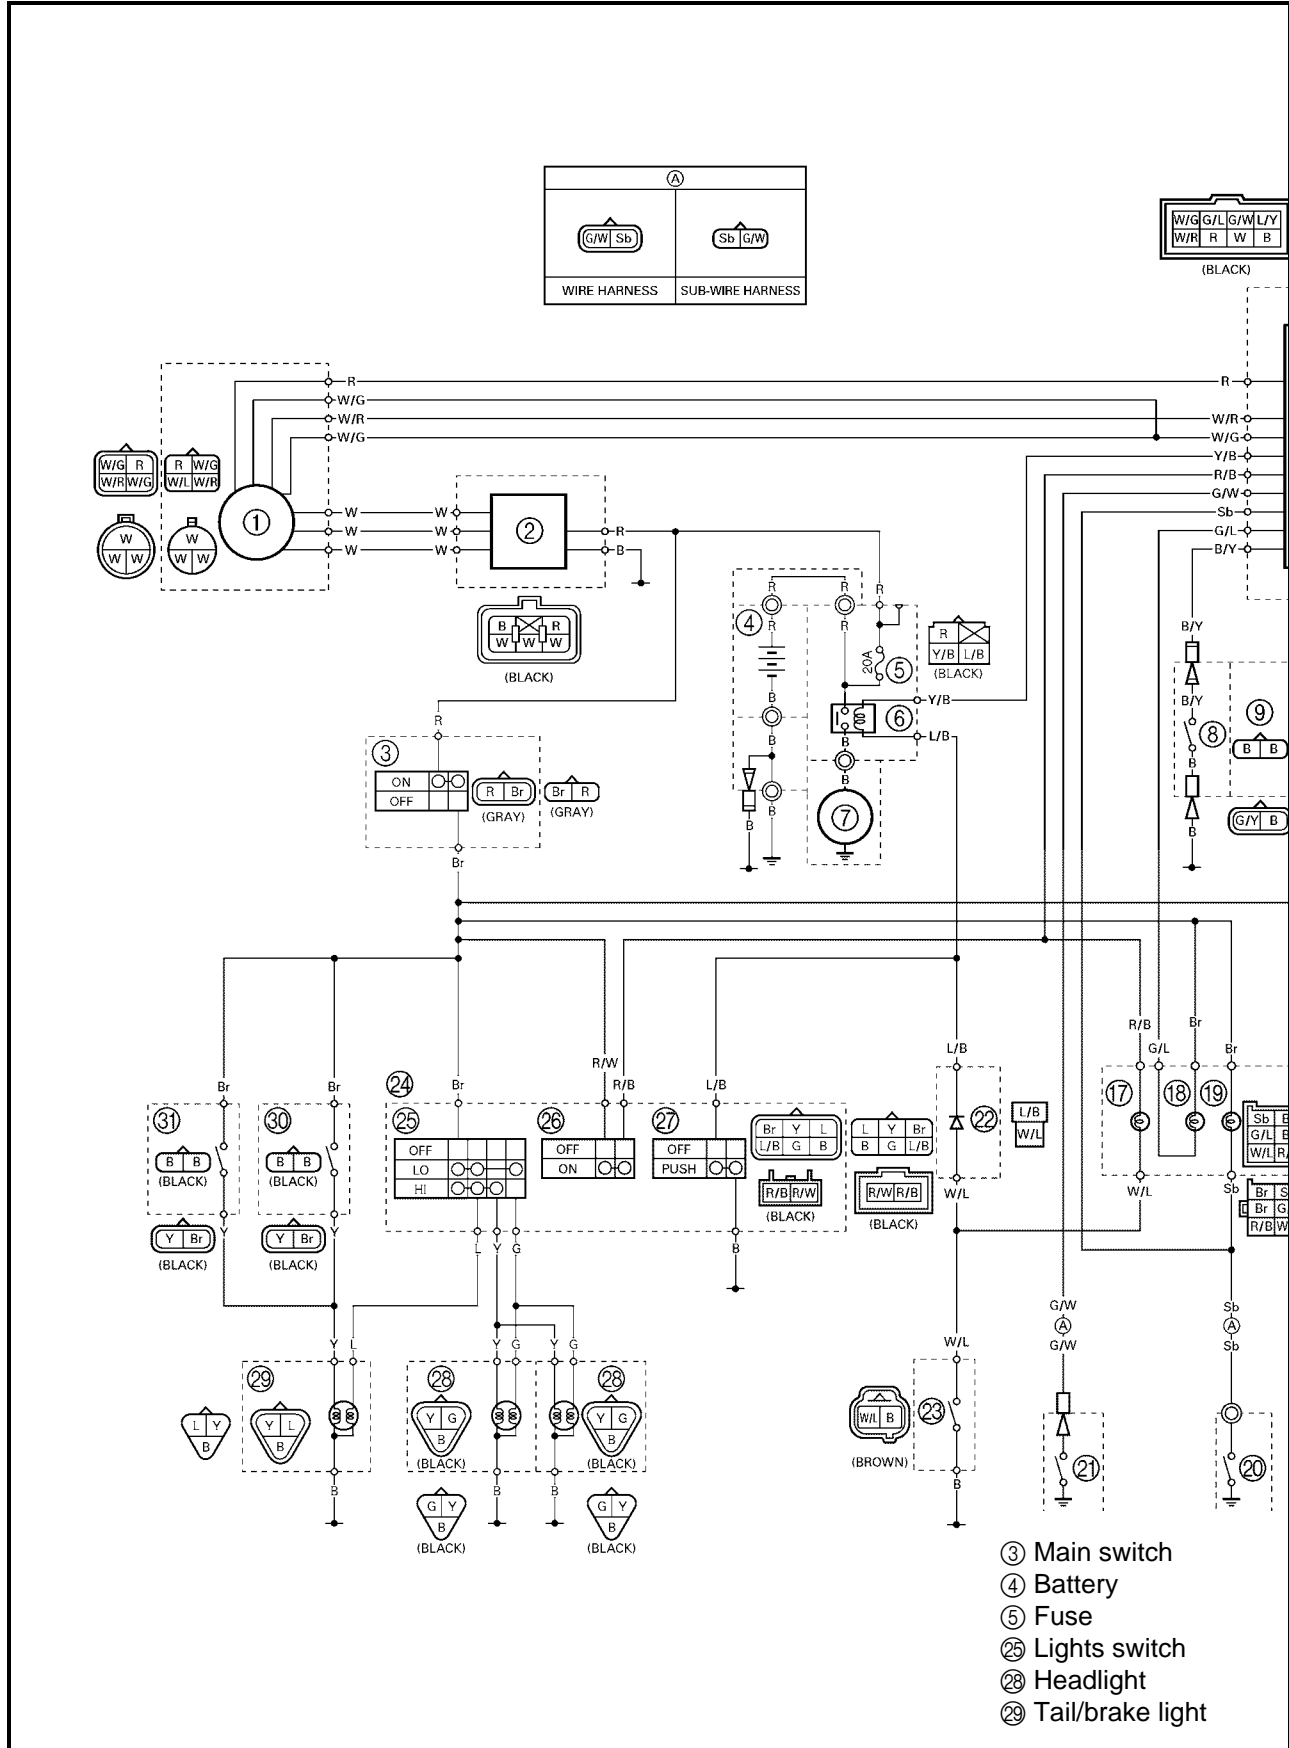 A
G/W Sb
Sb G/W
WIRE HARNESS SUB-WIRE HARNESS
W/G G/L G/W L/Y
W/R R W B
(BLACK)
R R
W/G
W/R W/R
W/G W/G
Y/B
R/B
G/W
Sb
G/L
B/Y
W/G R
W/R W/G
R W/G
W/L W/R
1
W
W W
W
W W
W W
W W
W W
2
R
B
B R
W W W
(BLACK)
R R R
R R
4
20A
5
R
Y/B L/B
(BLACK)
Y/B
6
L/B
B
B
B
B
B
B
B
7
B/Y
B/Y
8
B
B
9
B B
G/Y B
R
3
ON
OFF
R Br
(GRAY)
Br R
(GRAY)
Br
R/B Br
G/L Br
L/B
R/W
R/B
L/B
Br Br Br
24
31
B B
(BLACK)
Y Br
(BLACK)
Y
30
B B
(BLACK)
Y Br
(BLACK)
Y
25
OFF
LO
HI
26
OFF
ON
27
OFF
PUSH
Br Y L
L/B G B
R/B R/W
(BLACK)
L Y Br
B G L/B
R/W R/B
(BLACK)
22
L/B
W/L
W/L
17 18 19
Sb
G/L
W/L
Br
Br
R/B
W/L
Sb
L Y G
B
Y L
Y G
Y G
29
L Y
B
Y L
B
B
28
Y G
B
(BLACK)
G Y
B
(BLACK)
B
28
Y G
B
(BLACK)
G Y
B
(BLACK)
B
W/L
W/L B
(BROWN)
23
B
G/W
A
G/W
21
Sb
A
Sb
20
3 Main switch
4 Battery
5 Fuse
25 Lights switch
28 Headlight
29 Tail/brake light